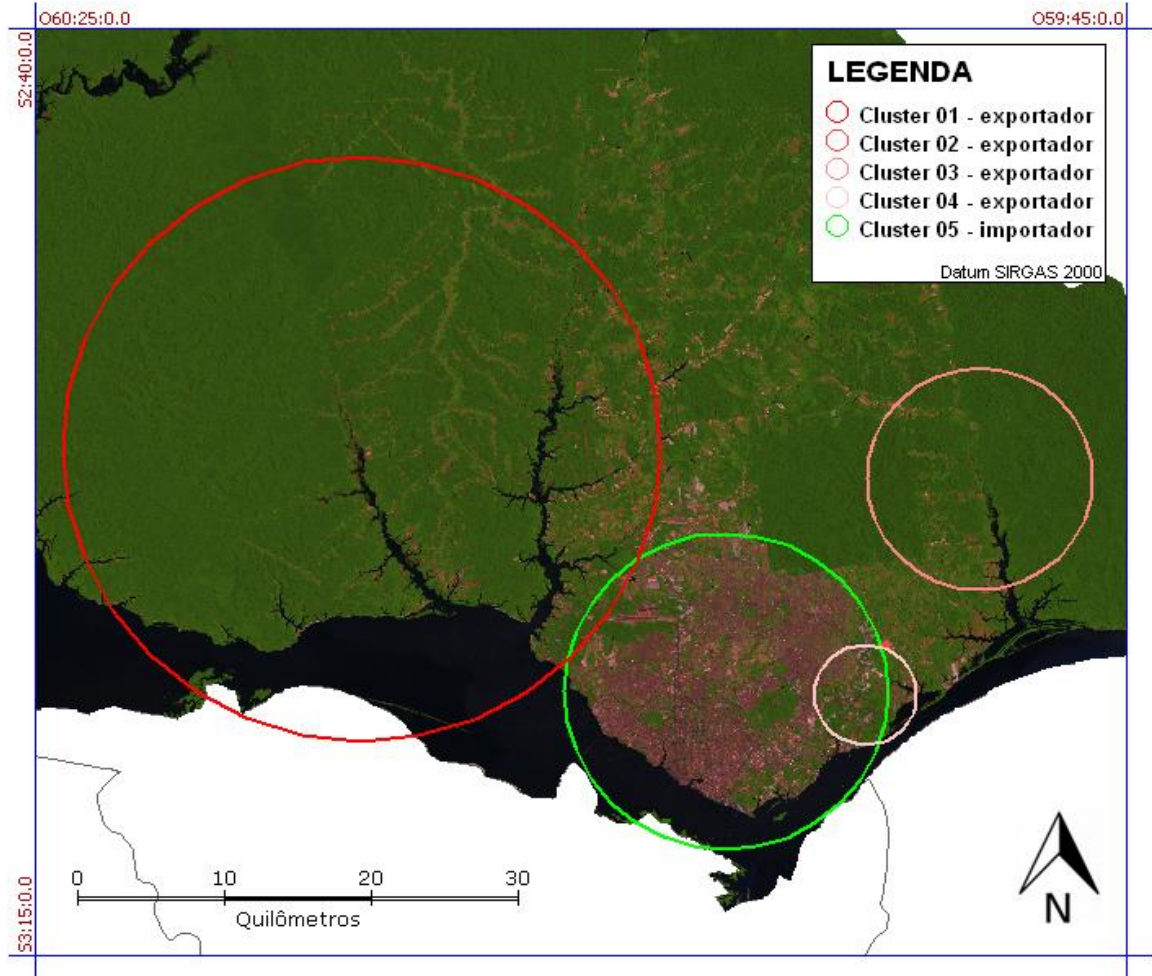 O60:25:0.0
O59:45:0.0
S2:40:0.0
LEGENDA
Cluster 01 - exportador
Cluster 02 - exportador
Cluster 03 - exportador
Cluster 04 - exportador
Cluster 05 - importador
Datum SIRGAS 2000
S3:15:0.0
0 10 20 30
Quilômetros
N